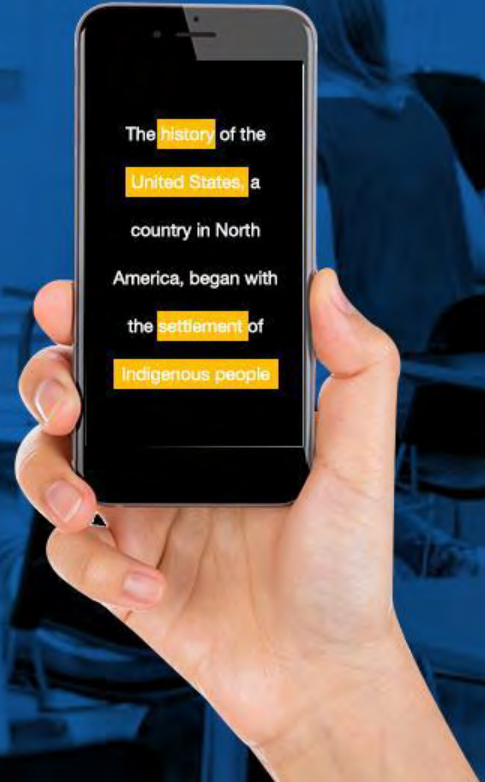 The history of the
United States, a
country in North
America, began with
the settlement of
Indigenous people